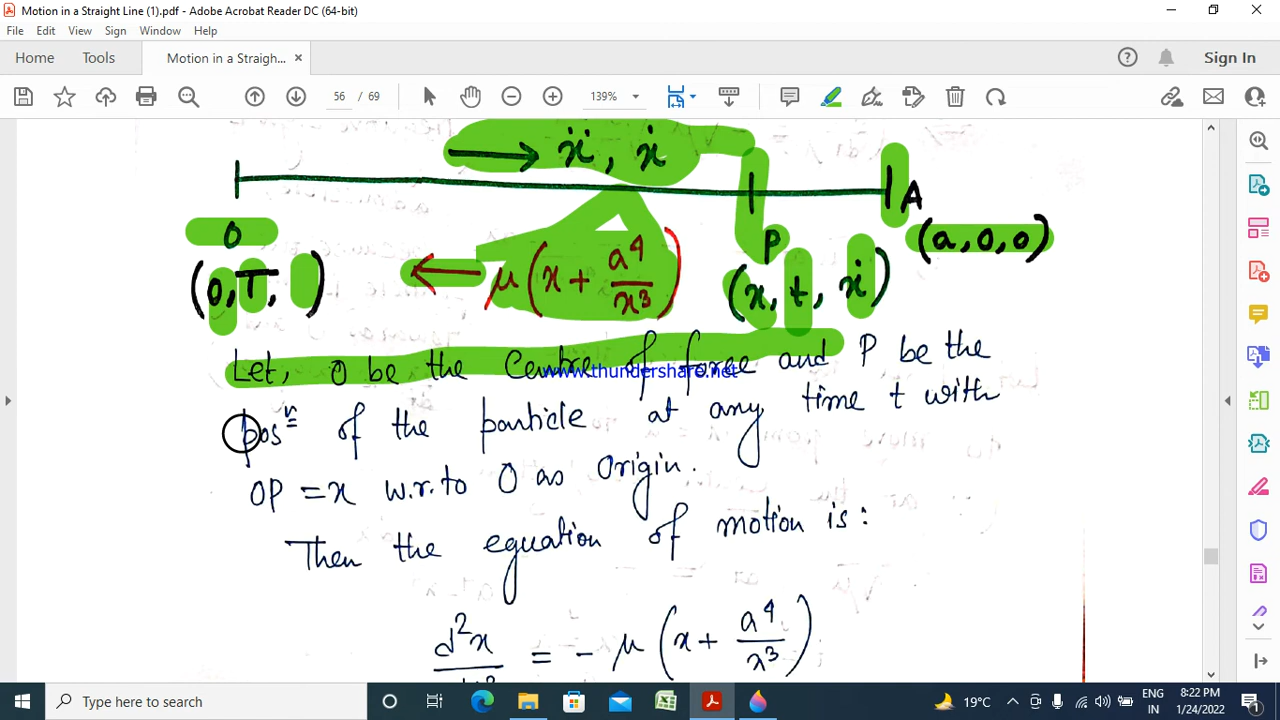 Motion in a Straight Line (1).pdf - Adobe Acrobat Reader DC (64-bit)
File Edit View Sign Window Help
Home Tools Motion in a Straigh... × Sign In
56 / 69 139%
→ ẍ, ẋ
O P A
(0, T, ) ← μ(x + a⁴/x³) (x, t, ẋ) (a, 0, 0)
Let, O be the Centre of force and P be the
www.thundershare.net
posⁿ of the particle at any time t with
OP = x w.r.to O as Origin.
Then the equation of motion is :
d²x = - μ (x + a⁴/x³)
Type here to search
19°C ENG 8:22 PM
IN 1/24/2022